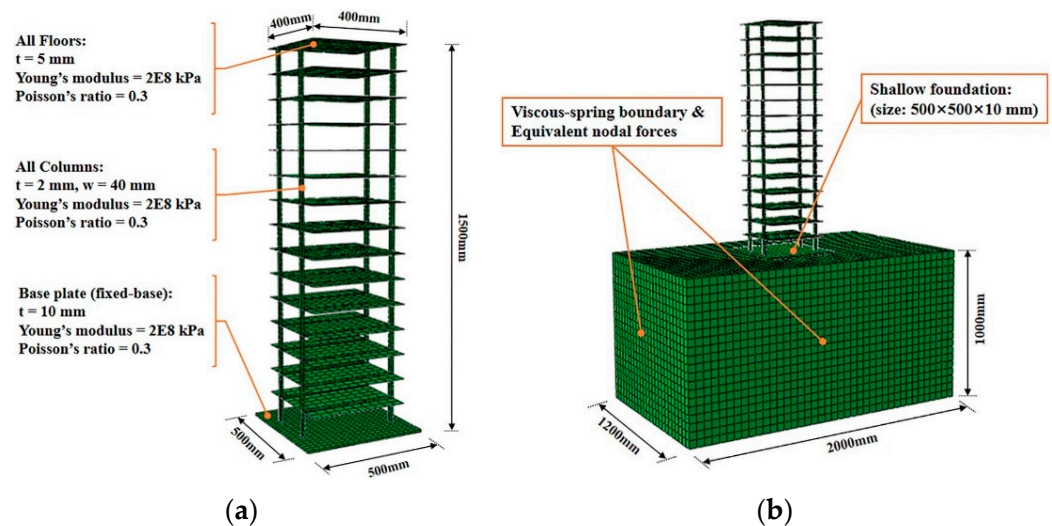 400mm
400mm
All Floors:
t = 5 mm
Young's modulus = 2E8 kPa
Poisson's ratio = 0.3
All Columns:
t = 2 mm, w = 40 mm
Young's modulus = 2E8 kPa
Poisson's ratio = 0.3
Base plate (fixed-base):
t = 10 mm
Young's modulus = 2E8 kPa
Poisson's ratio = 0.3
1500mm
500mm
500mm
(a)
Viscous-spring boundary &
Equivalent nodal forces
Shallow foundation:
(size: 500×500×10 mm)
1000mm
1200mm
2000mm
(b)